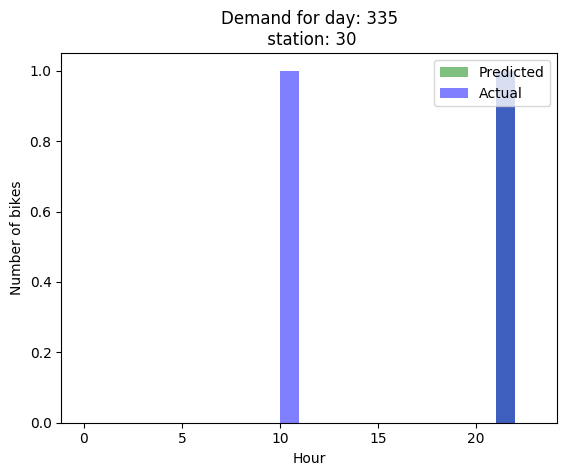 Demand for day: 335
station: 30
Predicted
Actual
1.0
0.8
0.6
0.4
0.2
0.0
Number of bikes
0 5 10 15 20
Hour